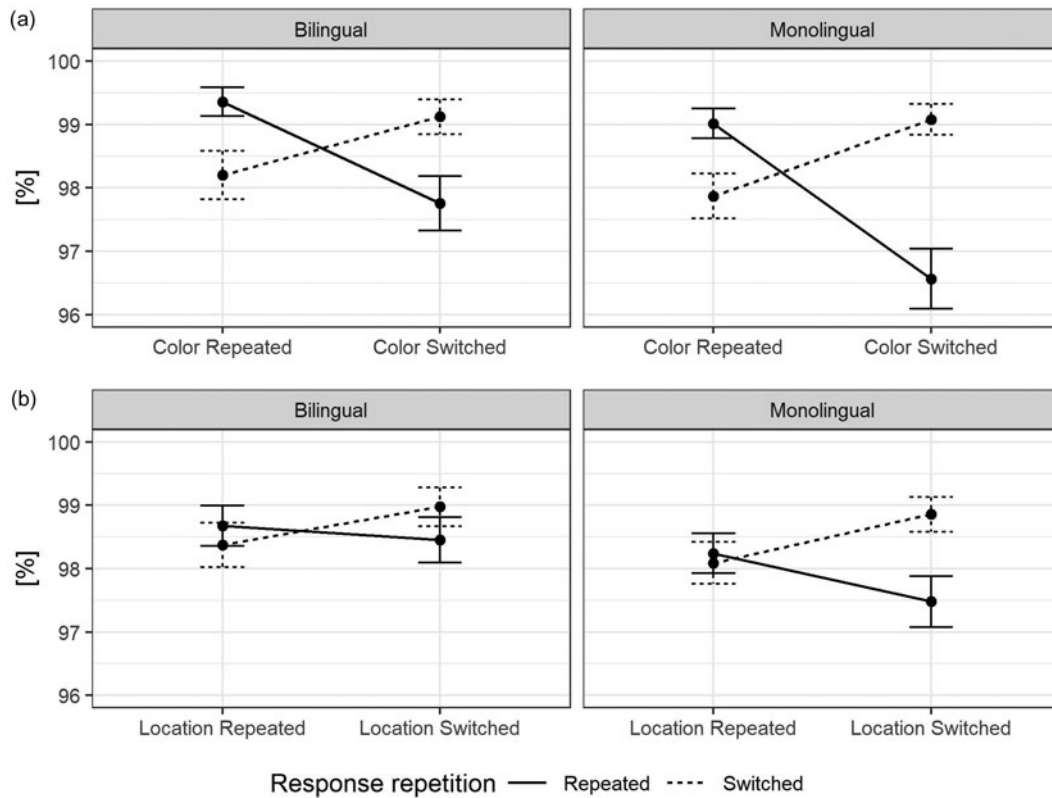 (a)
Bilingual Monolingual
100
99
98
97
96
[%]
Color Repeated Color Switched Color Repeated Color Switched
(b)
Bilingual Monolingual
100
99
98
97
96
[%]
Location Repeated Location Switched Location Repeated Location Switched
Response repetition Repeated Switched